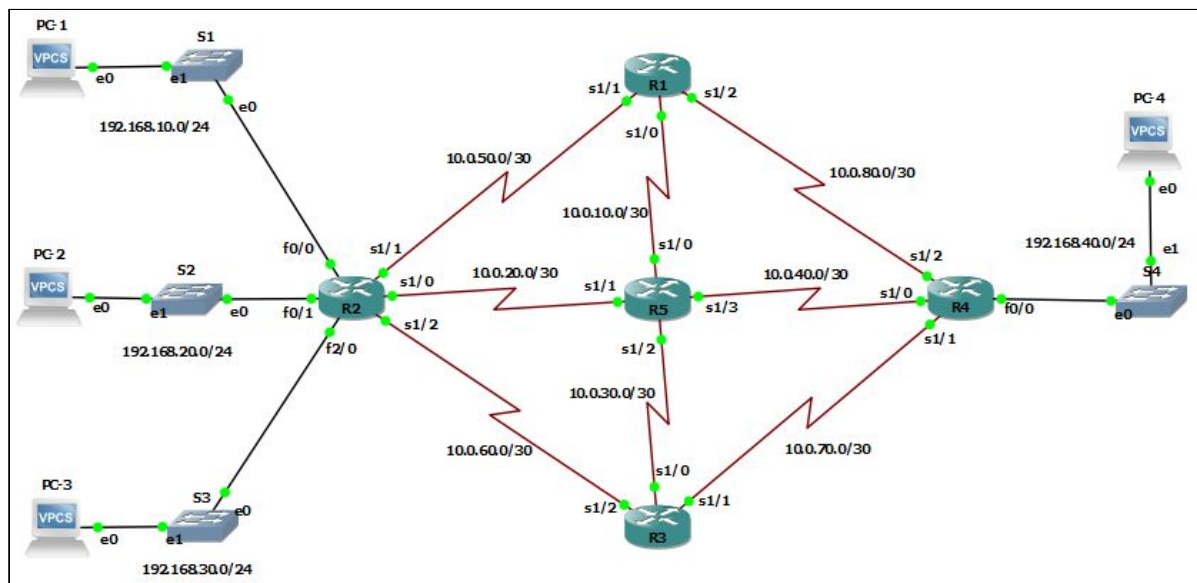 PC-1
VPCS
e0
e1
S1
e0
192.168.10.0/24
PC-2
VPCS
e0
e1
S2
e0
192.168.20.0/24
PC-3
VPCS
e0
e1
S3
e0
192.168.30.0/24
f0/0
f0/1
f2/0
R2
s1/1
s1/0
s1/2
10.0.50.0/30
10.0.20.0/30
10.0.60.0/30
s1/1
R1
s1/2
s1/0
10.0.10.0/30
s1/0
s1/1
R5
s1/3
s1/2
10.0.30.0/30
s1/0
s1/2
R3
s1/1
10.0.80.0/30
10.0.40.0/30
10.0.70.0/30
s1/2
s1/0
R4
s1/1
f0/0
PC-4
VPCS
e0
192.168.40.0/24
e1
S4
e0